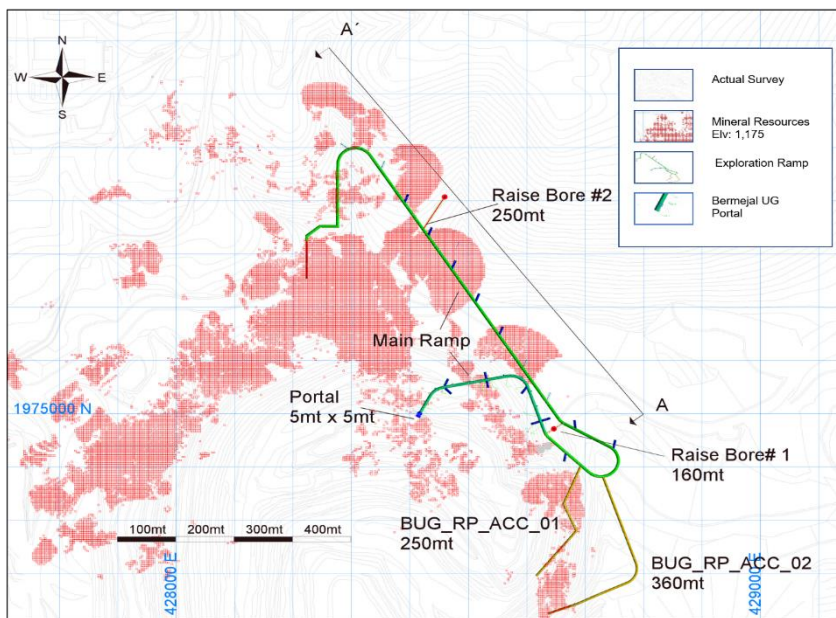 A´
N
W E
S
Actual Survey
Mineral Resources
Elv: 1,175
Exploration Ramp
Bermejal UG
Portal
Raise Bore #2
250mt
Main Ramp
Portal
5mt x 5mt
1975000 N
A
Raise Bore# 1
160mt
100mt 200mt 300mt 400mt
BUG_RP_ACC_01
250mt
BUG_RP_ACC_02
360mt
428000 E
429000 E